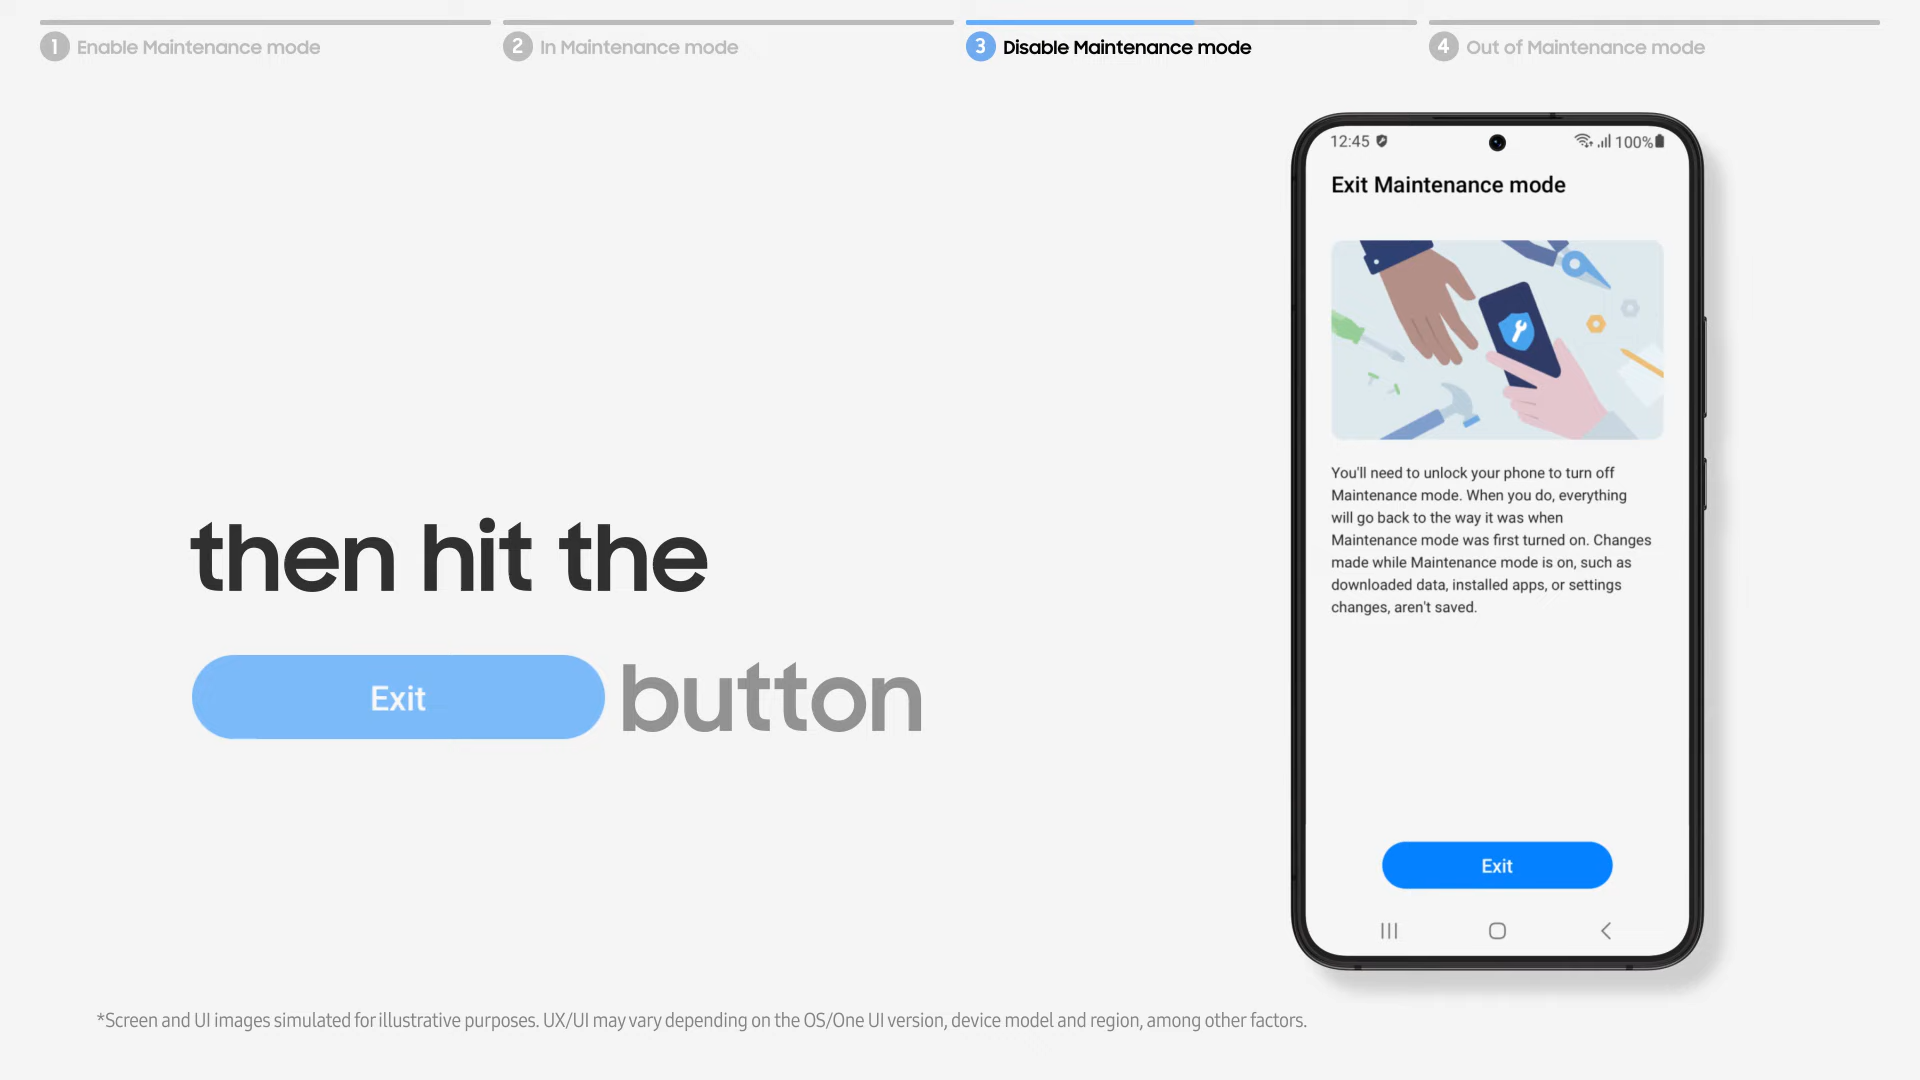 1 Enable Maintenance mode
2 In Maintenance mode
3 Disable Maintenance mode
4 Out of Maintenance mode
then hit the
Exit button
12:45 100%
Exit Maintenance mode
You'll need to unlock your phone to turn off
Maintenance mode. When you do, everything
will go back to the way it was when
Maintenance mode was first turned on. Changes
made while Maintenance mode is on, such as
downloaded data, installed apps, or settings
changes, aren't saved.
Exit
*Screen and UI images simulated for illustrative purposes. UX/UI may vary depending on the OS/One UI version, device model and region, among other factors.